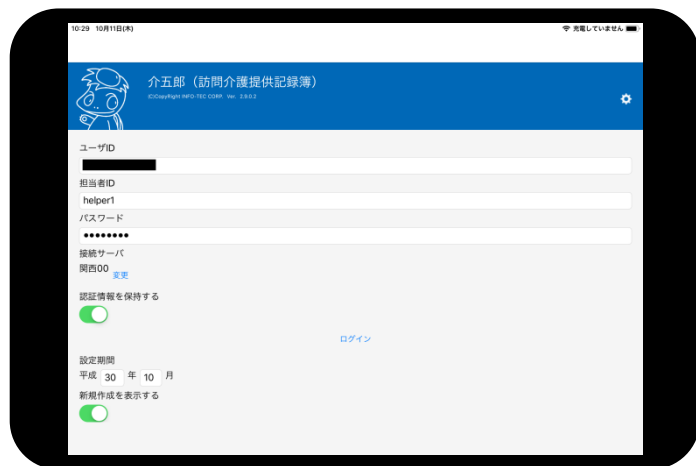 10:29 10月11日(木)
充電していません
介五郎（訪問介護提供記録簿）
(C)Copyright INFO-TEC CORP. Ver. 2.9.0.2
ユーザID
担当者ID
helper1
パスワード
••••••••
接続サーバ
関西00 変更
認証情報を保持する
ログイン
設定期間
平成 30 年 10 月
新規作成を表示する